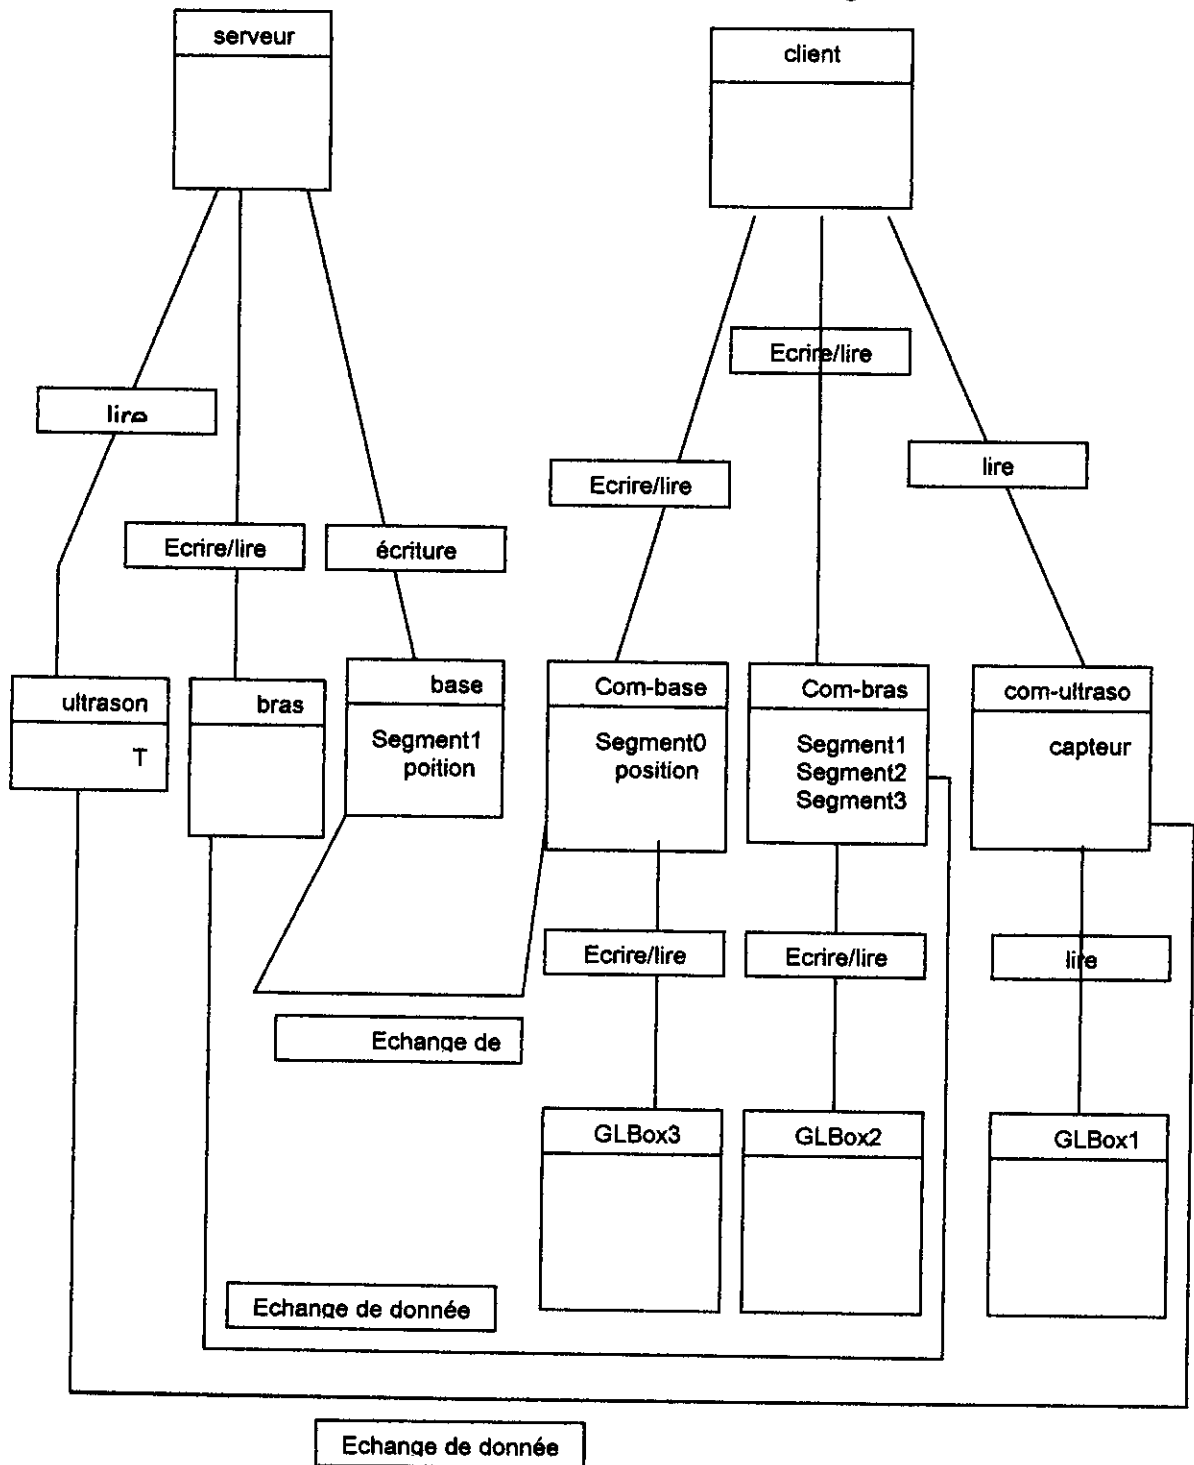 serveur
client
Ecrire/lire
lire
lire
Ecrire/lire
Ecrire/lire
écriture
ultrason
T
bras
base
Segment1
poition
Com-base
Segment0
position
Com-bras
Segment1
Segment2
Segment3
com-ultraso
capteur
Ecrire/lire
Ecrire/lire
lire
Echange de
GLBox3
GLBox2
GLBox1
Echange de donnée
Echange de donnée